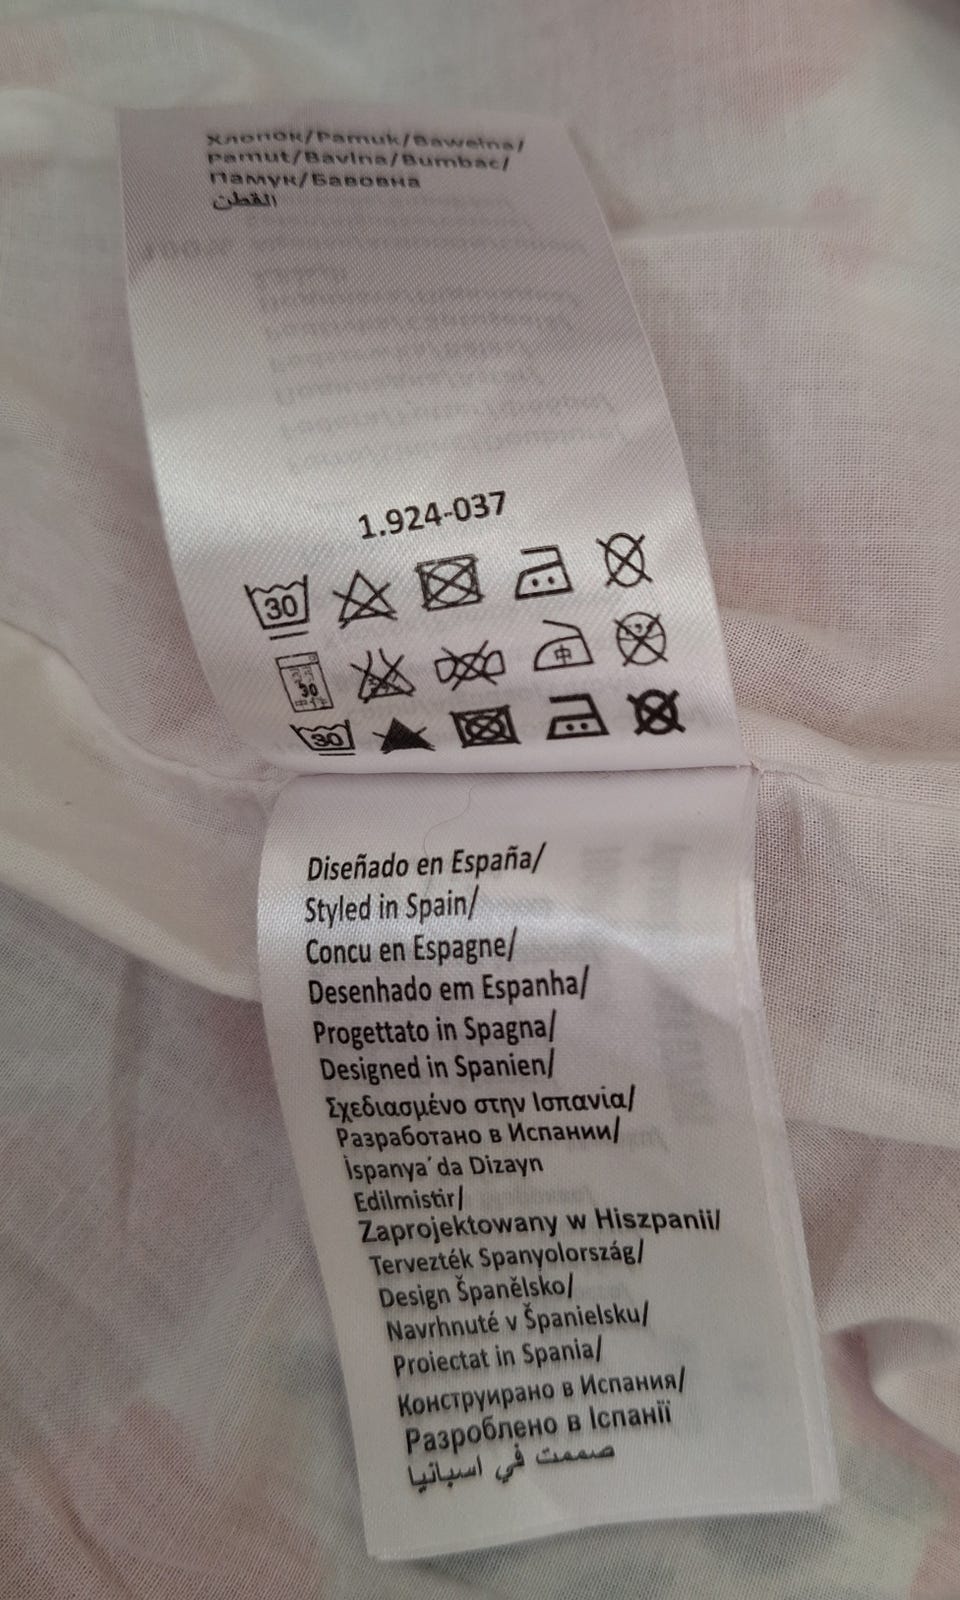 Хлопок/Pamuk/Bawełna/
Pamut/Bavlna/Bumbac/
Памук/Бавовна
القطن
1.924-037
30
30
30
Diseñado en España/
Styled in Spain/
Concu en Espagne/
Desenhado em Espanha/
Progettato in Spagna/
Designed in Spanien/
Σχεδιασμένο στην Ισπανία/
Разработано в Испании/
İspanya´da Dizayn
Edilmistir/
Zaprojektowany w Hiszpanii/
Tervezték Spanyolország/
Design Španělsko/
Navrhnuté v Španielsku/
Proiectat in Spania/
Конструирано в Испания/
Разроблено в Іспанії
صممت في اسبانيا